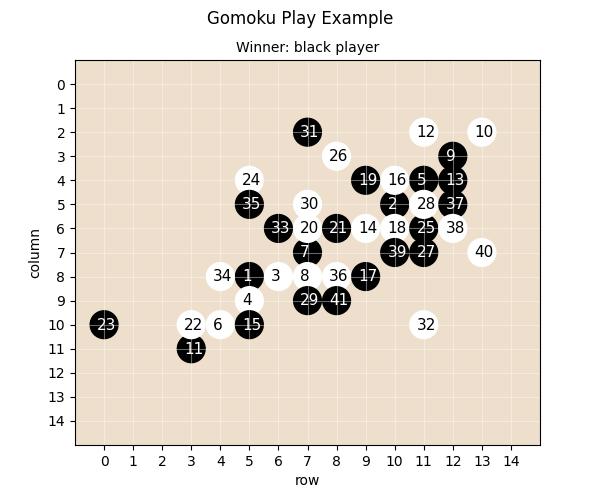 Gomoku Play Example
Winner: black player
0
1
2 31 12 10
3 26 9
4 24 19 16 5 13
5 35 30 2 28 37
6 33 20 21 14 18 25 38
7 7 39 27 40
8 34 1 3 8 36 17
9 4 29 41
10 23 22 6 15 32
11 11
12
13
14
column
0 1 2 3 4 5 6 7 8 9 10 11 12 13 14
row